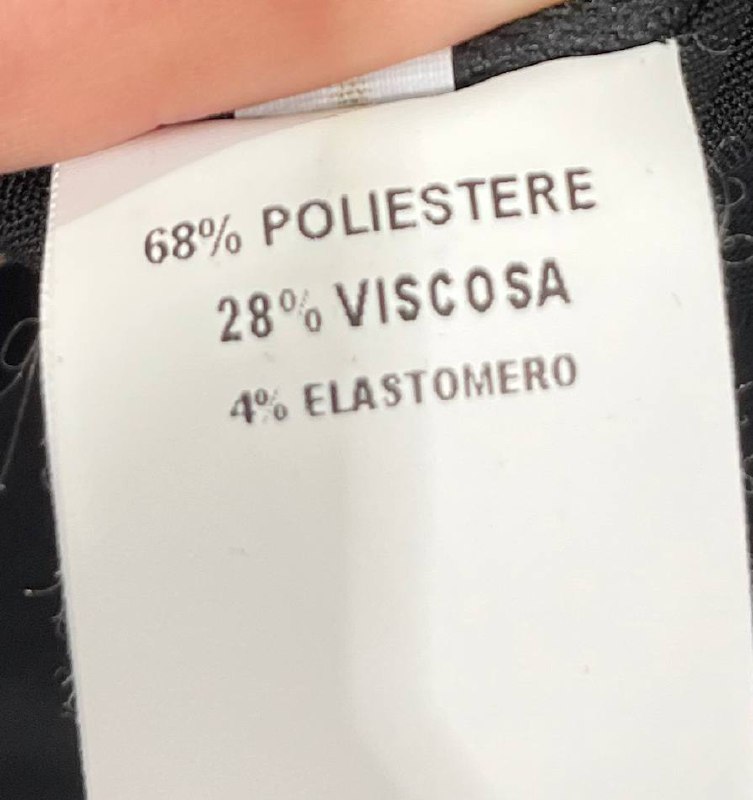 68% POLIESTERE
28% VISCOSA
4% ELASTOMERO